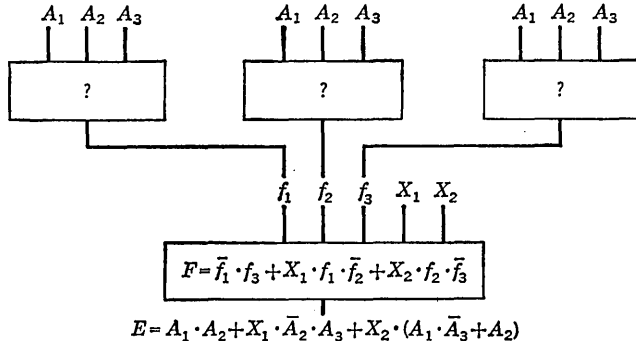 A₁ A₂ A₃ A₁ A₂ A₃ A₁ A₂ A₃
? ? ?
f₁ f₂ f₃ X₁ X₂
F=f̄₁·f₃+X₁·f₁·f̄₂+X₂·f₂·f̄₃
E=A₁·A₂+X₁·Ā₂·A₃+X₂·(A₁·Ā₃+A₂)